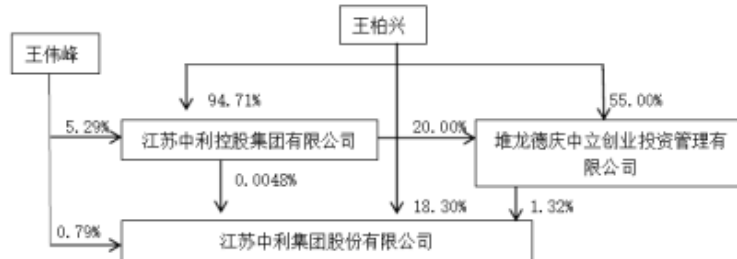 王柏兴
王伟峰
94.71%
55.00%
5.29%
江苏中利控股集团有限公司
20.00%
堆龙德庆中立创业投资管理有
限公司
0.0048%
0.79%
18.30%
1.32%
江苏中利集团股份有限公司